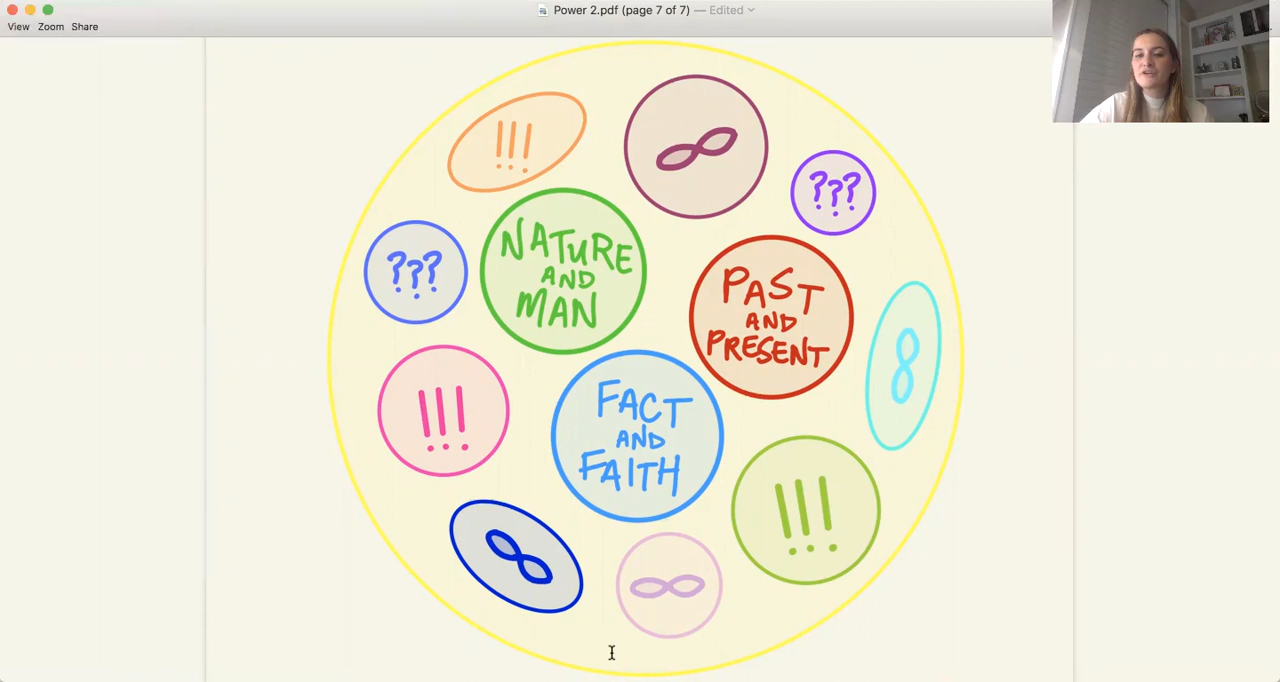 Power 2.pdf (page 7 of 7) — Edited
View Zoom Share
!!!
∞
???
???
NATURE
AND
MAN
PAST
AND
PRESENT
8
!!!
FACT
AND
FAITH
!!!
∞
∞